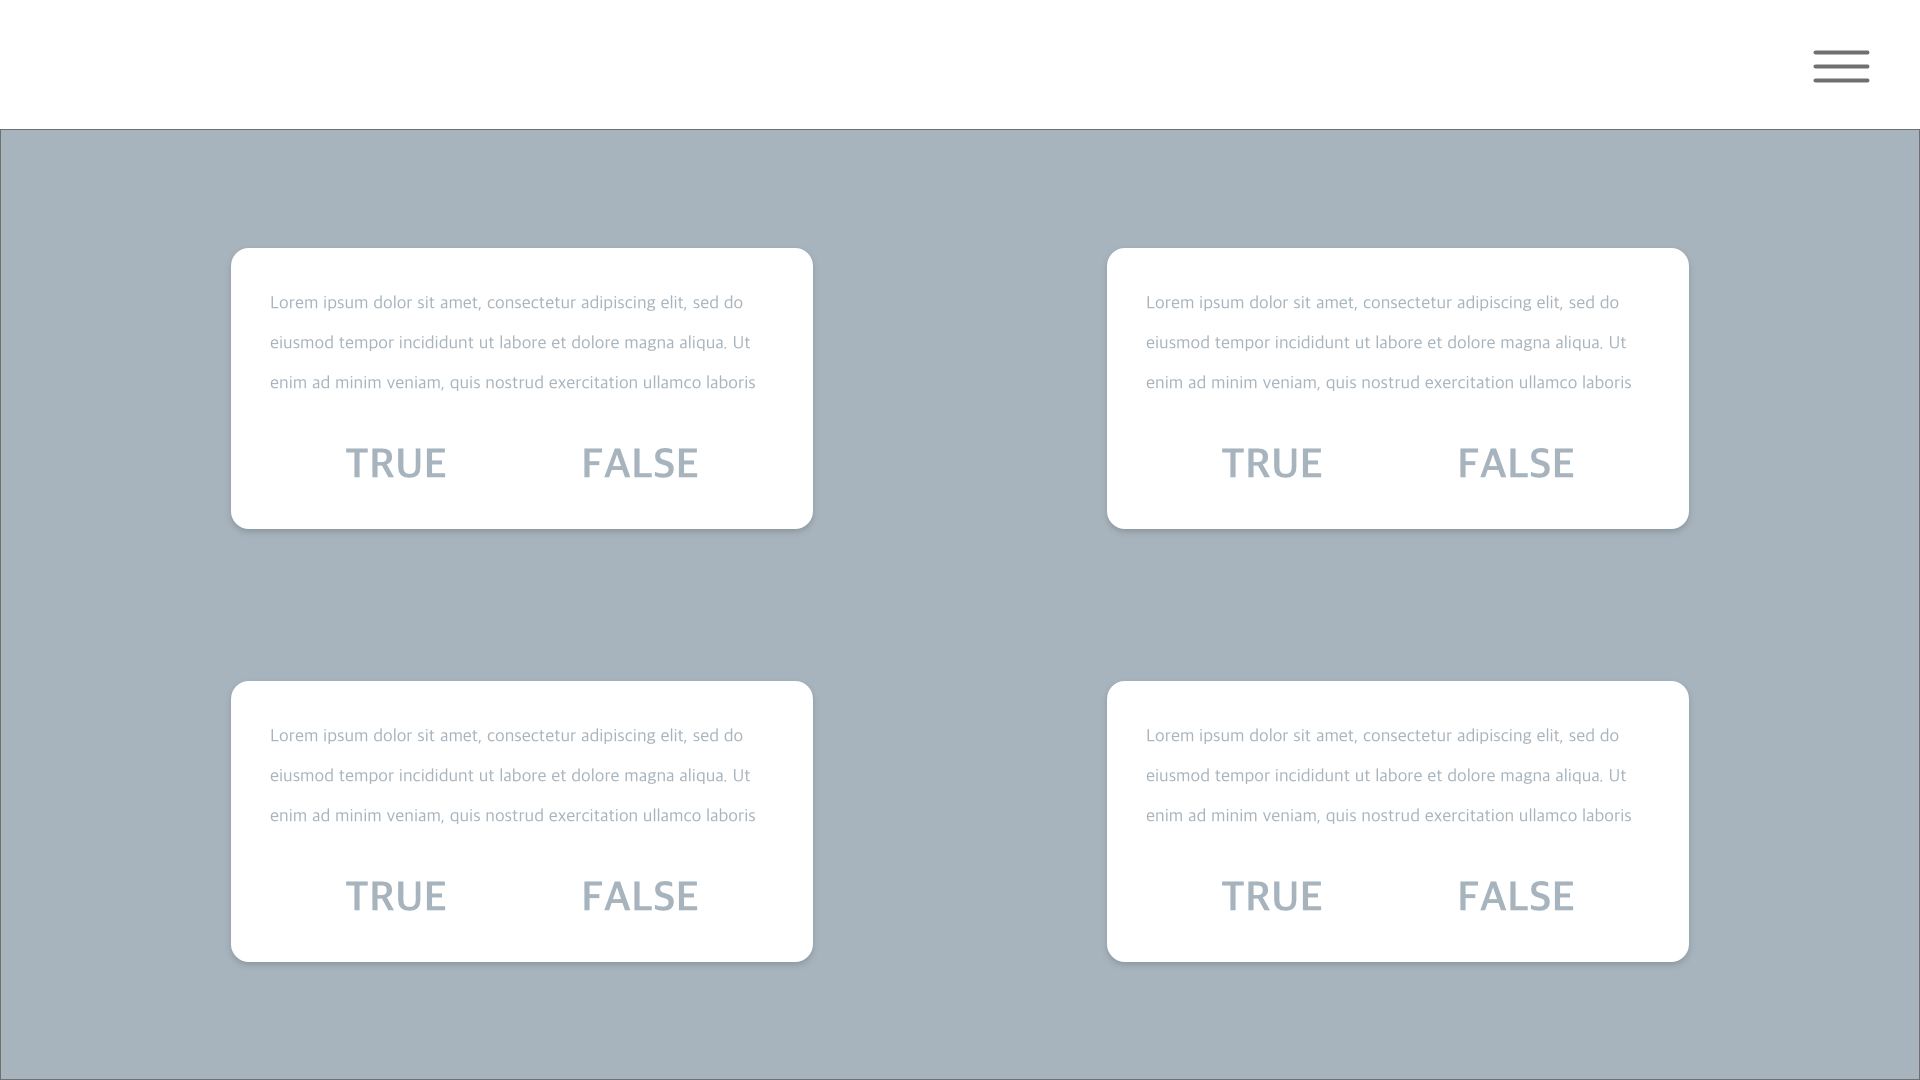 Lorem ipsum dolor sit amet, consectetur adipiscing elit, sed do
eiusmod tempor incididunt ut labore et dolore magna aliqua. Ut
enim ad minim veniam, quis nostrud exercitation ullamco laboris
TRUE FALSE
Lorem ipsum dolor sit amet, consectetur adipiscing elit, sed do
eiusmod tempor incididunt ut labore et dolore magna aliqua. Ut
enim ad minim veniam, quis nostrud exercitation ullamco laboris
TRUE FALSE
Lorem ipsum dolor sit amet, consectetur adipiscing elit, sed do
eiusmod tempor incididunt ut labore et dolore magna aliqua. Ut
enim ad minim veniam, quis nostrud exercitation ullamco laboris
TRUE FALSE
Lorem ipsum dolor sit amet, consectetur adipiscing elit, sed do
eiusmod tempor incididunt ut labore et dolore magna aliqua. Ut
enim ad minim veniam, quis nostrud exercitation ullamco laboris
TRUE FALSE